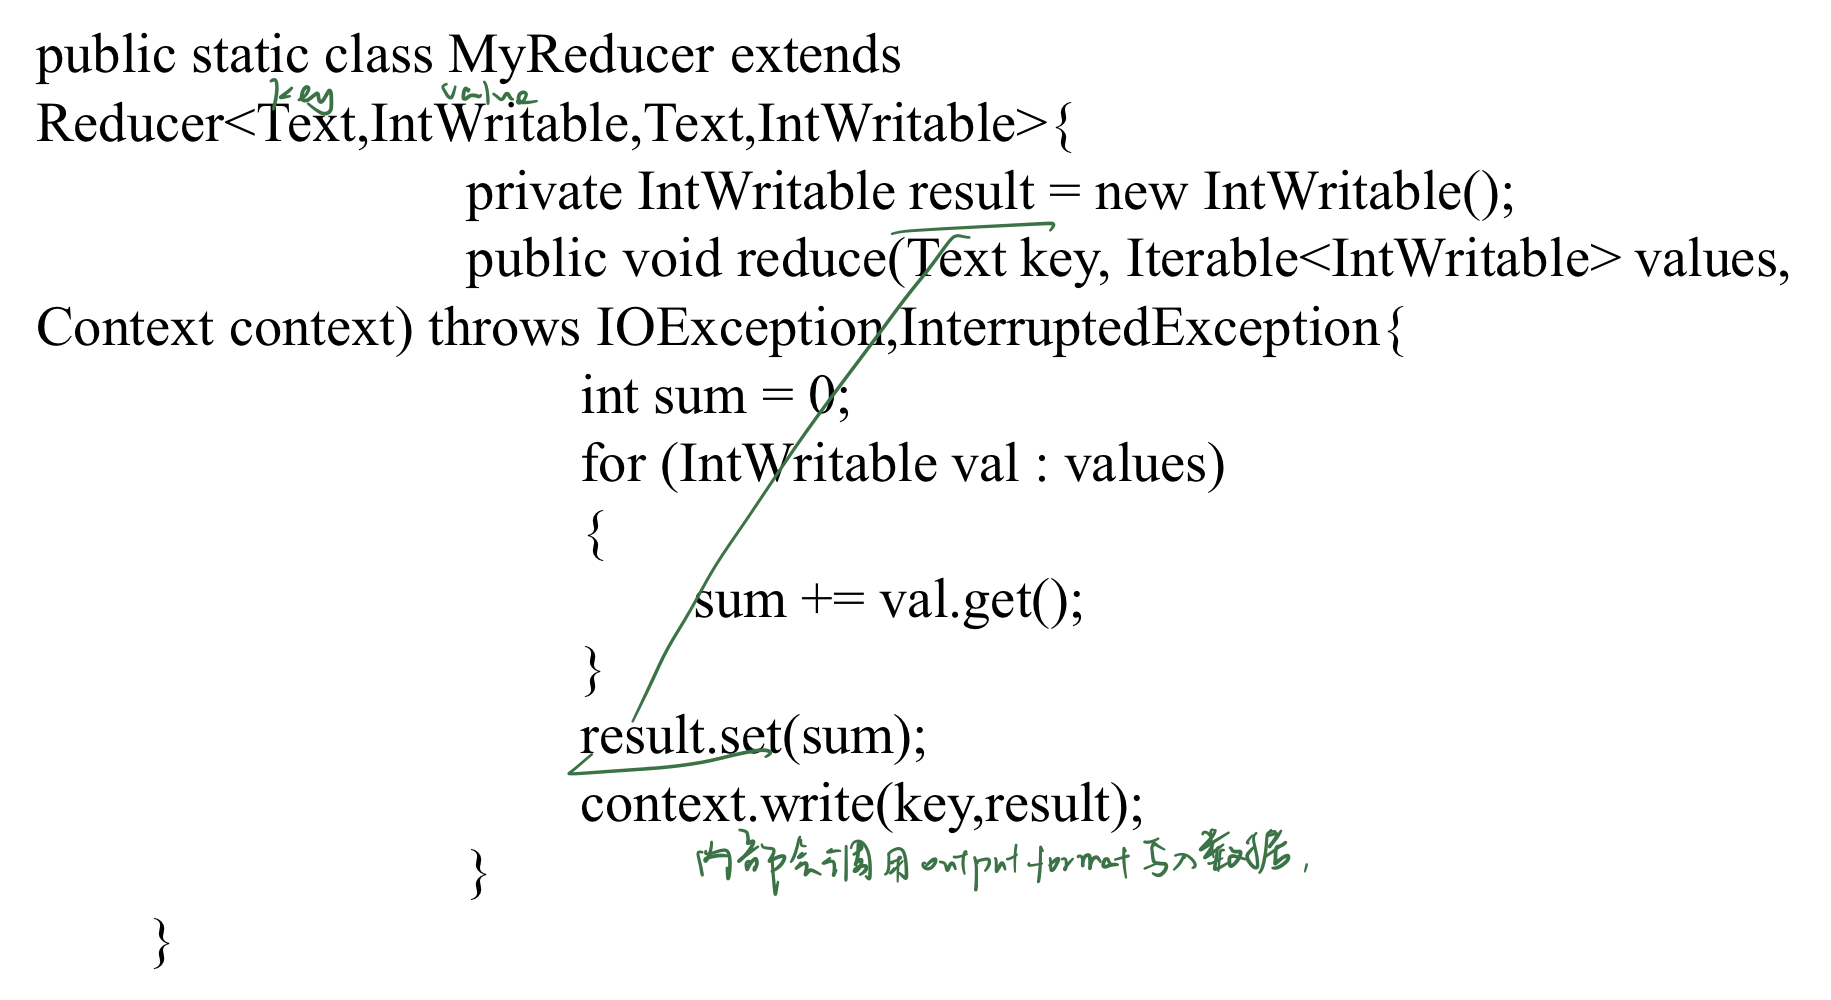 public static class MyReducer extends
key value
Reducer<Text,IntWritable,Text,IntWritable>{
private IntWritable result = new IntWritable();
public void reduce(Text key, Iterable<IntWritable> values,
Context context) throws IOException,InterruptedException{
int sum = 0;
for (IntWritable val : values)
{
sum += val.get();
}
result.set(sum);
context.write(key,result);
内部会调用 output format 写入数据.
}
}